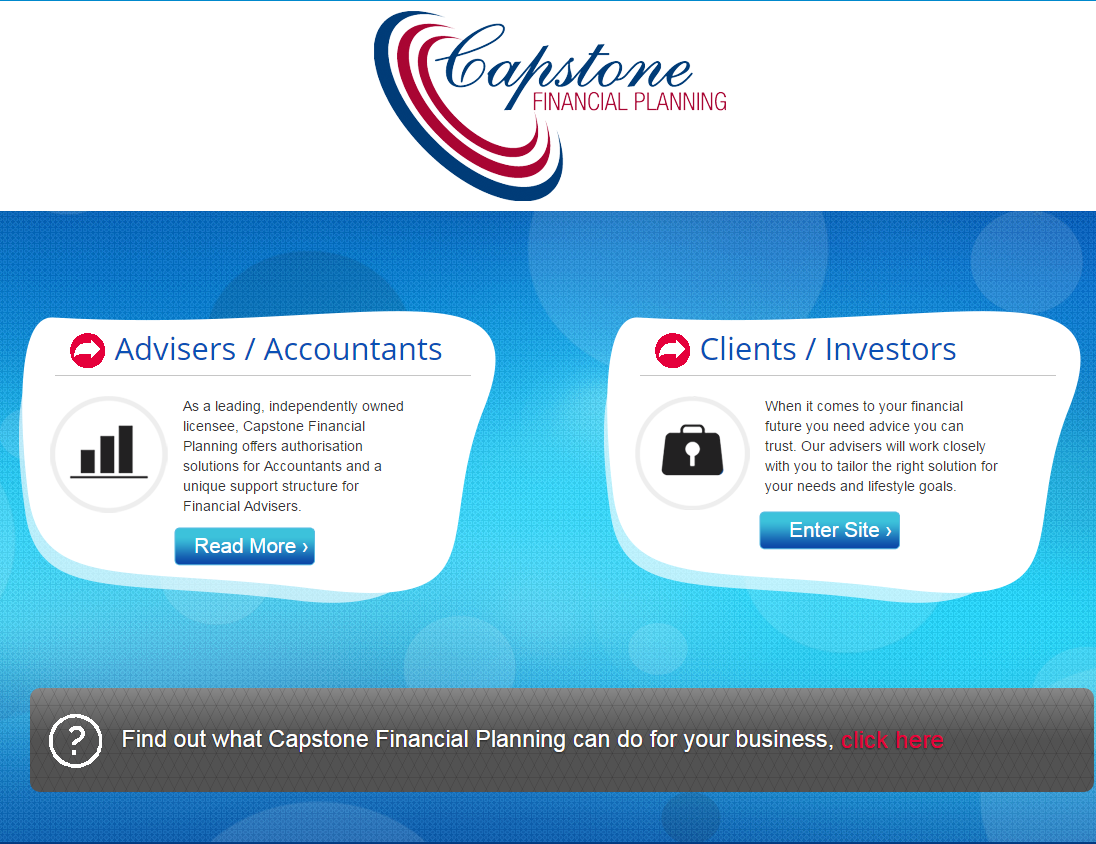 Capstone
FINANCIAL PLANNING
Advisers / Accountants
As a leading, independently owned
licensee, Capstone Financial
Planning offers authorisation
solutions for Accountants and a
unique support structure for
Financial Advisers.
Read More ›
Clients / Investors
When it comes to your financial
future you need advice you can
trust. Our advisers will work closely
with you to tailor the right solution for
your needs and lifestyle goals.
Enter Site ›
? Find out what Capstone Financial Planning can do for your business, click here